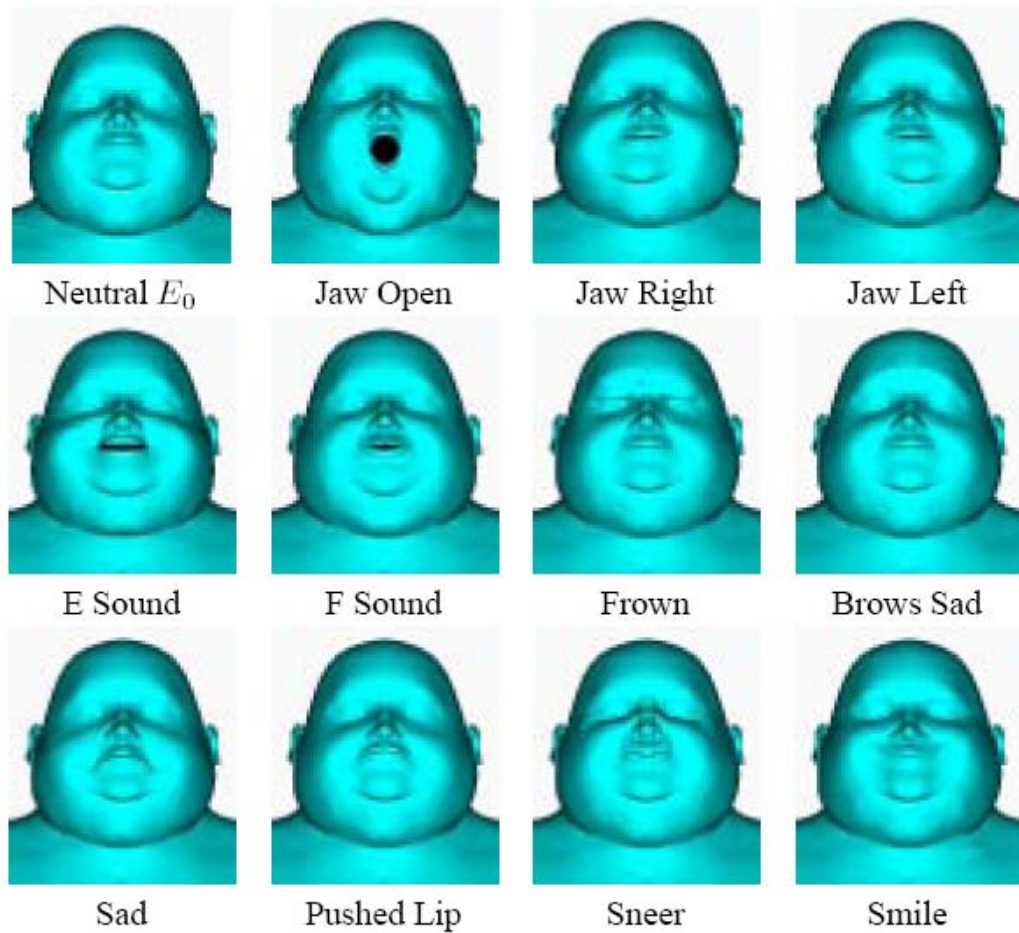 Neutral E₀ Jaw Open Jaw Right Jaw Left
E Sound F Sound Frown Brows Sad
Sad Pushed Lip Sneer Smile